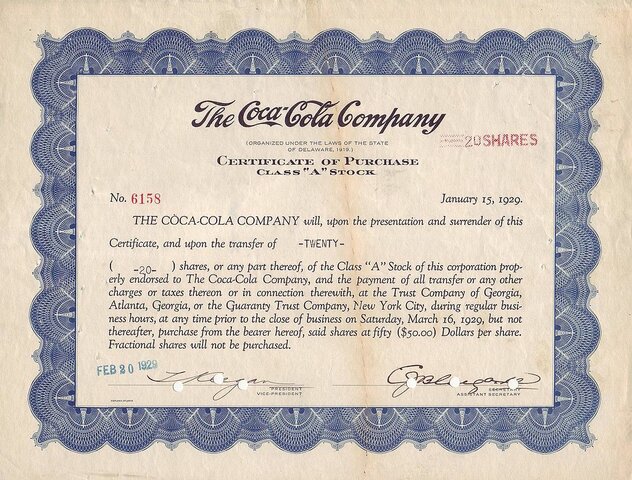 The Coca-Cola Company
(ORGANIZED UNDER THE LAWS OF THE STATE
OF DELAWARE, 1919.)
20 SHARES
CERTIFICATE OF PURCHASE
CLASS "A" STOCK
No. 6158
January 15, 1929.
THE COCA-COLA COMPANY will, upon the presentation and surrender of this
Certificate, and upon the transfer of -TWENTY-
( -20- ) shares, or any part thereof, of the Class "A" Stock of this corporation prop-
erly endorsed to The Coca-Cola Company, and the payment of all transfer or any other
charges or taxes thereon or in connection therewith, at the Trust Company of Georgia,
Atlanta, Georgia, or the Guaranty Trust Company, New York City, during regular busi-
ness hours, at any time prior to the close of business on Saturday, March 16, 1929, but not
thereafter, purchase from the bearer hereof, said shares at fifty ($50.00) Dollars per share.
Fractional shares will not be purchased.
FEB 20 1929
PRESIDENT
VICE-PRESIDENT
SECRETARY
ASSISTANT SECRETARY